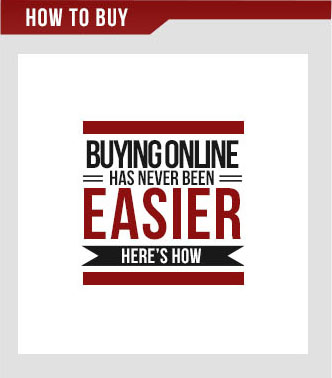 HOW TO BUY
BUYING ONLINE
HAS NEVER BEEN
EASIER
HERE'S HOW